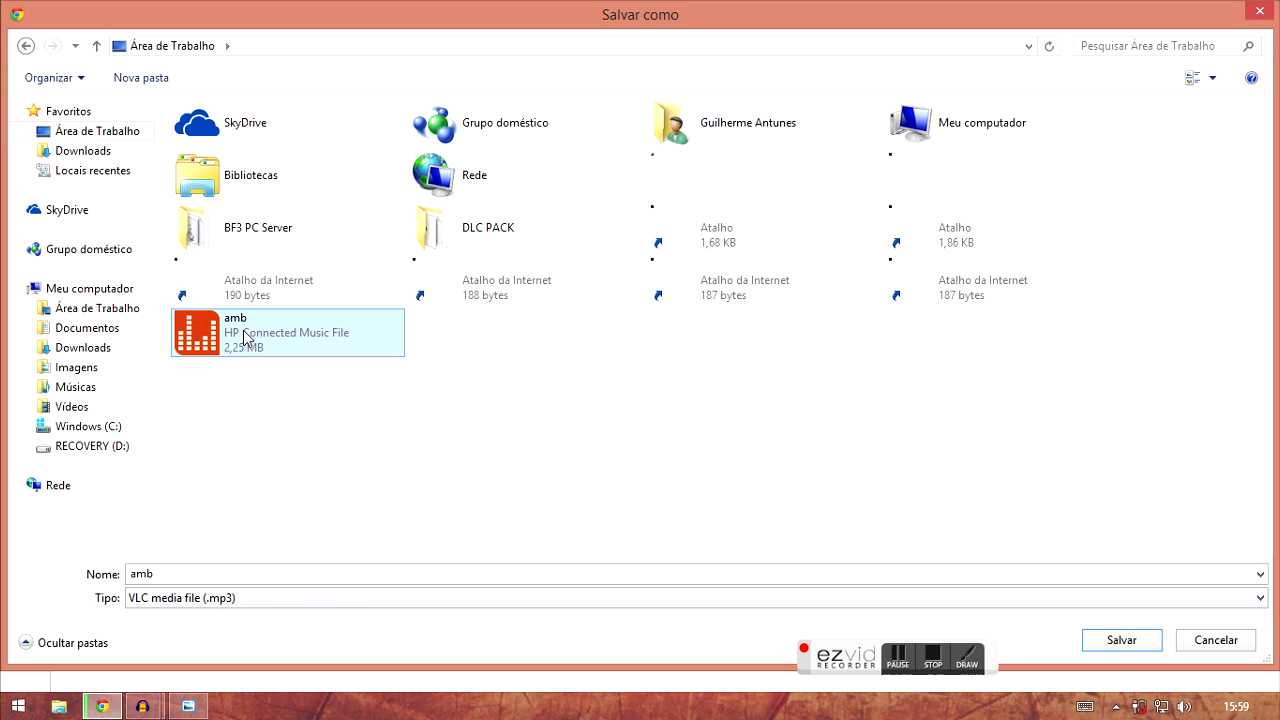 Salvar como
Área de Trabalho
Pesquisar Área de Trabalho
Organizar
Nova pasta
Favoritos
Área de Trabalho
Downloads
Locais recentes
SkyDrive
Grupo doméstico
Meu computador
Área de Trabalho
Documentos
Downloads
Imagens
Músicas
Vídeos
Windows (C:)
RECOVERY (D:)
Rede
SkyDrive
Grupo doméstico
Guilherme Antunes
Meu computador
Bibliotecas
Rede
BF3 PC Server
DLC PACK
Atalho
1,68 KB
Atalho
1,86 KB
Atalho da Internet
190 bytes
Atalho da Internet
188 bytes
Atalho da Internet
187 bytes
Atalho da Internet
187 bytes
amb
HP Connected Music File
2,25 MB
Nome: amb
Tipo: VLC media file (.mp3)
Ocultar pastas
Salvar
Cancelar
ezvid
RECORDER
PAUSE
STOP
DRAW
15:59